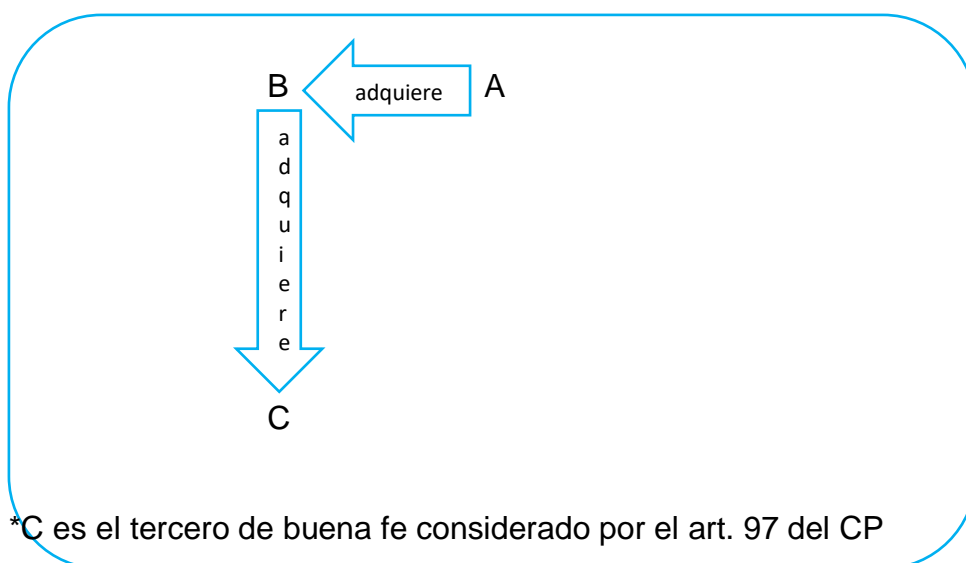 B adquiere A
a
d
q
u
i
e
r
e
C
*C es el tercero de buena fe considerado por el art. 97 del CP